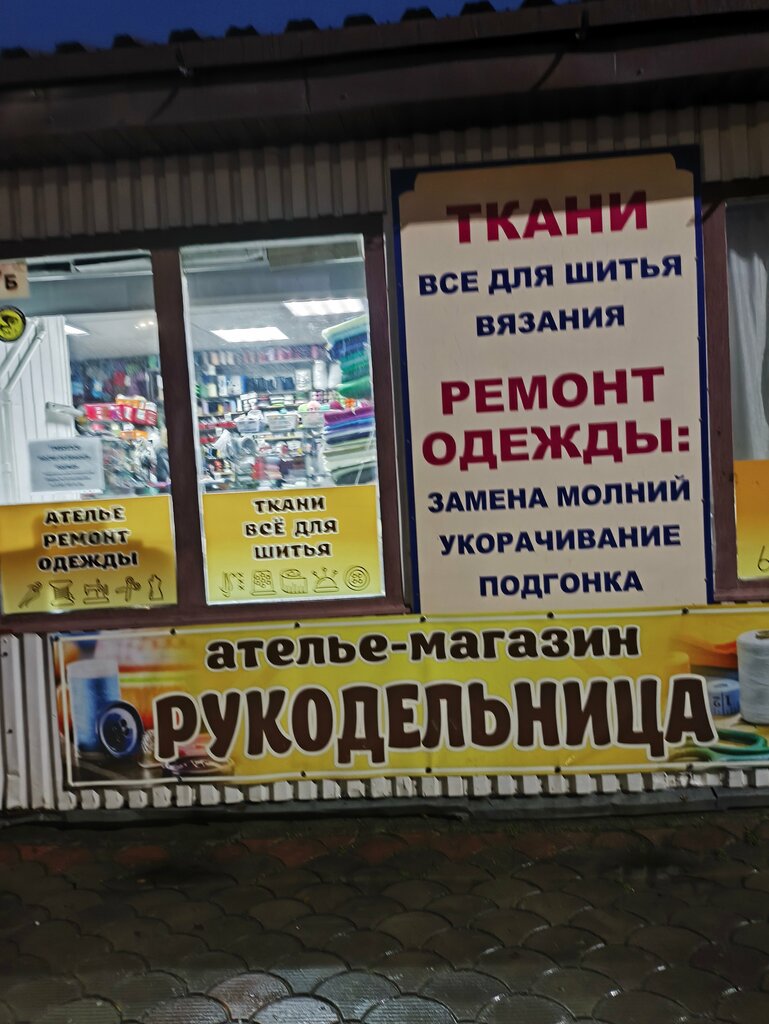 Б
ТКАНИ
ВСЕ ДЛЯ ШИТЬЯ
ВЯЗАНИЯ
РЕМОНТ
ОДЕЖДЫ:
ЗАМЕНА МОЛНИЙ
УКОРАЧИВАНИЕ
ПОДГОНКА
АТЕЛЬЕ
РЕМОНТ
ОДЕЖДЫ
ТКАНИ
ВСЁ ДЛЯ
ШИТЬЯ
ателье-магазин
РУКОДЕЛЬНИЦА